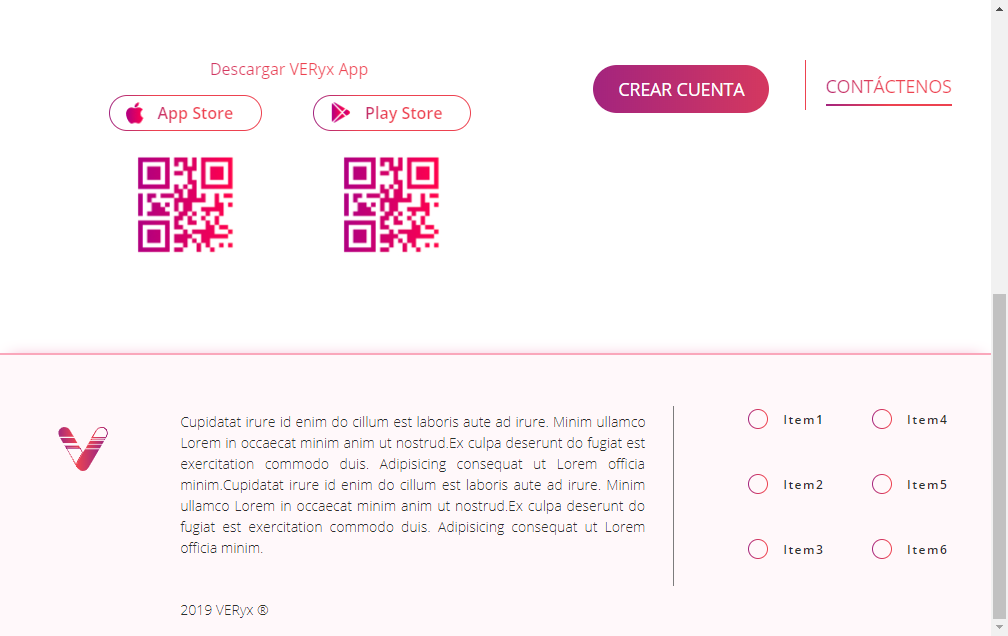 Descargar VERyx App
App Store
Play Store
CREAR CUENTA
CONTÁCTENOS
Cupidatat irure id enim do cillum est laboris aute ad irure. Minim ullamco
Lorem in occaecat minim anim ut nostrud.Ex culpa deserunt do fugiat est
exercitation commodo duis. Adipisicing consequat ut Lorem officia
minim.Cupidatat irure id enim do cillum est laboris aute ad irure. Minim
ullamco Lorem in occaecat minim anim ut nostrud.Ex culpa deserunt do
fugiat est exercitation commodo duis. Adipisicing consequat ut Lorem
officia minim.
2019 VERyx ®
Item1
Item4
Item2
Item5
Item3
Item6